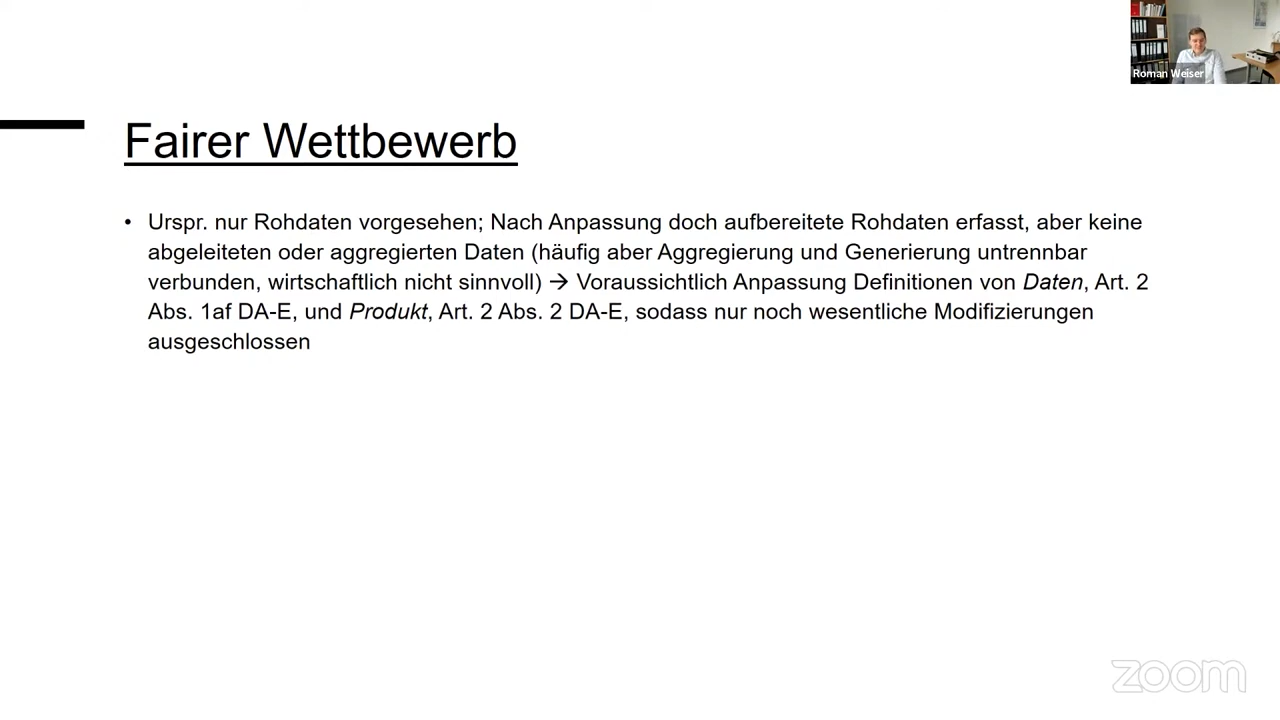 Roman Weiser
Fairer Wettbewerb
• Urspr. nur Rohdaten vorgesehen; Nach Anpassung doch aufbereitete Rohdaten erfasst, aber keine
abgeleiteten oder aggregierten Daten (häufig aber Aggregierung und Generierung untrennbar
verbunden, wirtschaftlich nicht sinnvoll) → Voraussichtlich Anpassung Definitionen von Daten, Art. 2
Abs. 1af DA-E, und Produkt, Art. 2 Abs. 2 DA-E, sodass nur noch wesentliche Modifizierungen
ausgeschlossen
zoom